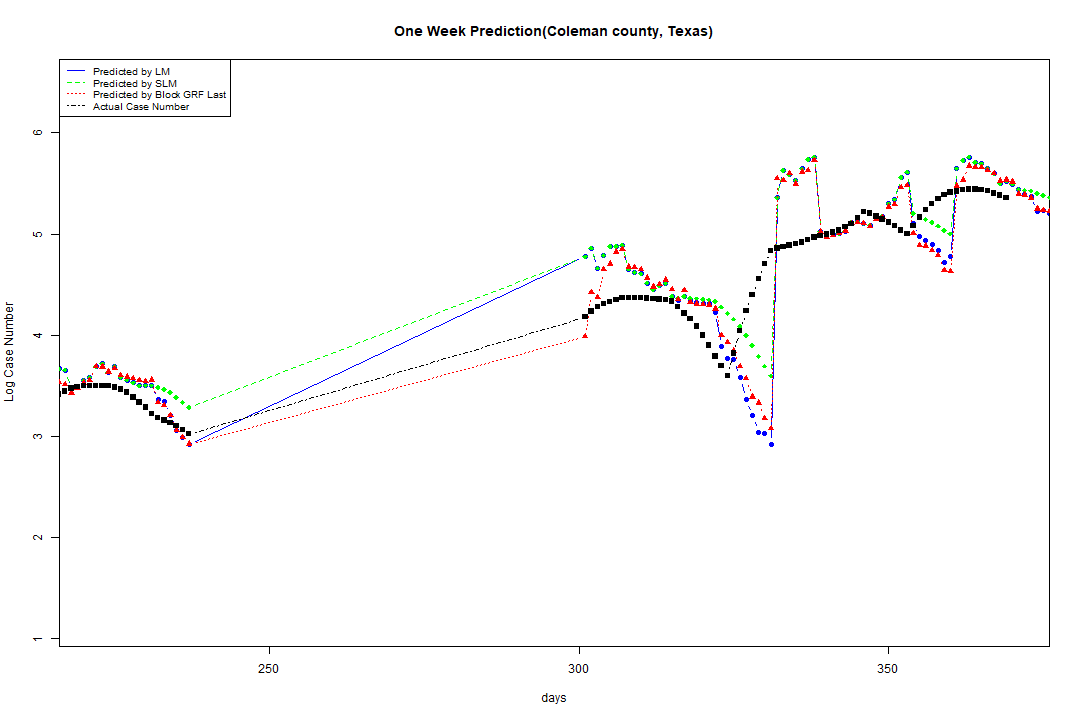 One Week Prediction(Coleman county, Texas)
Predicted by LM
Predicted by SLM
Predicted by Block GRF Last
Actual Case Number
Log Case Number
6
5
4
3
2
1
250 300 350
days